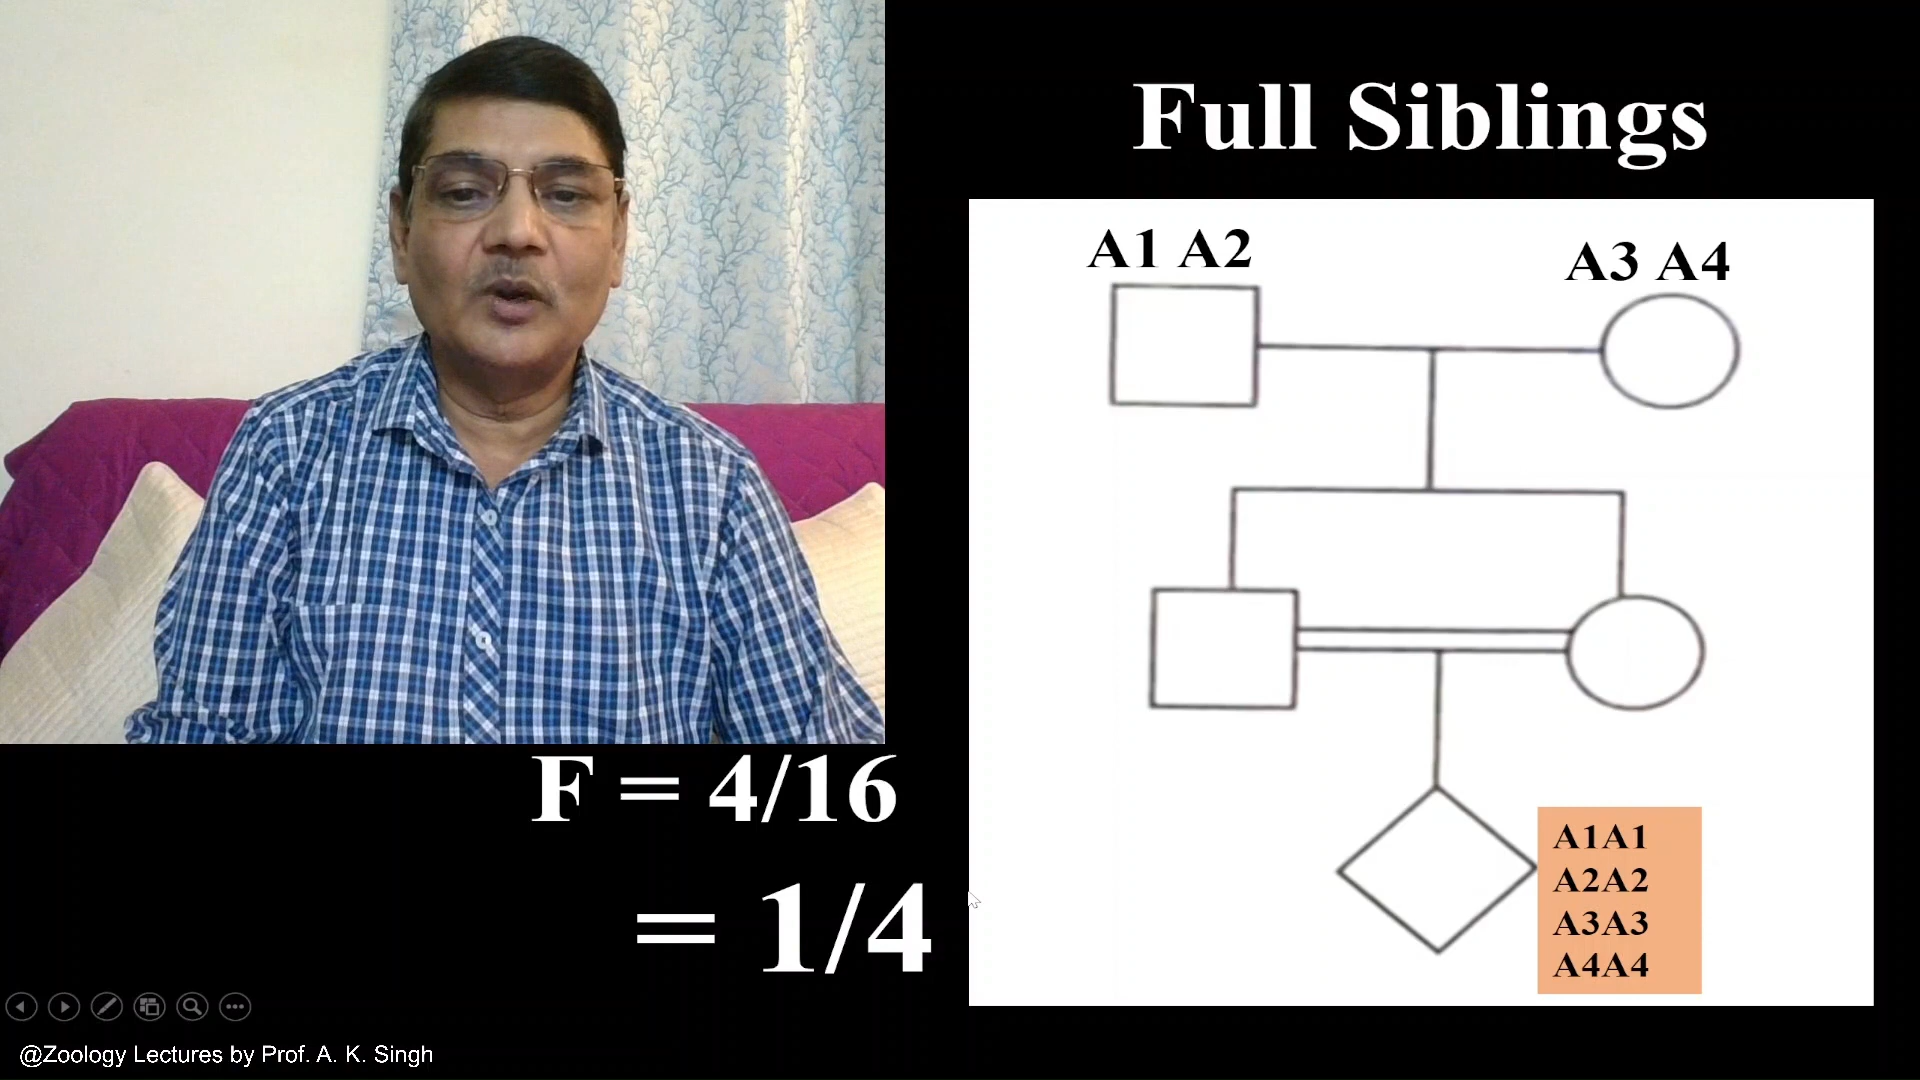 Full Siblings
A1 A2
A3 A4
A1A1
A2A2
A3A3
A4A4
F = 4/16
= 1/4
@Zoology Lectures by Prof. A. K. Singh